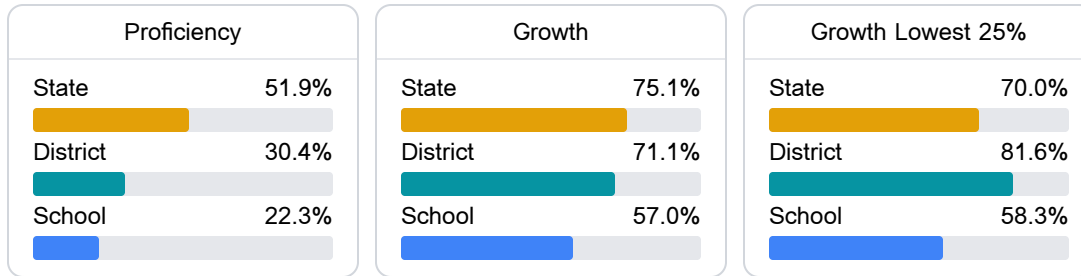 Proficiency
State 51.9%
District 30.4%
School 22.3%
Growth
State 75.1%
District 71.1%
School 57.0%
Growth Lowest 25%
State 70.0%
District 81.6%
School 58.3%